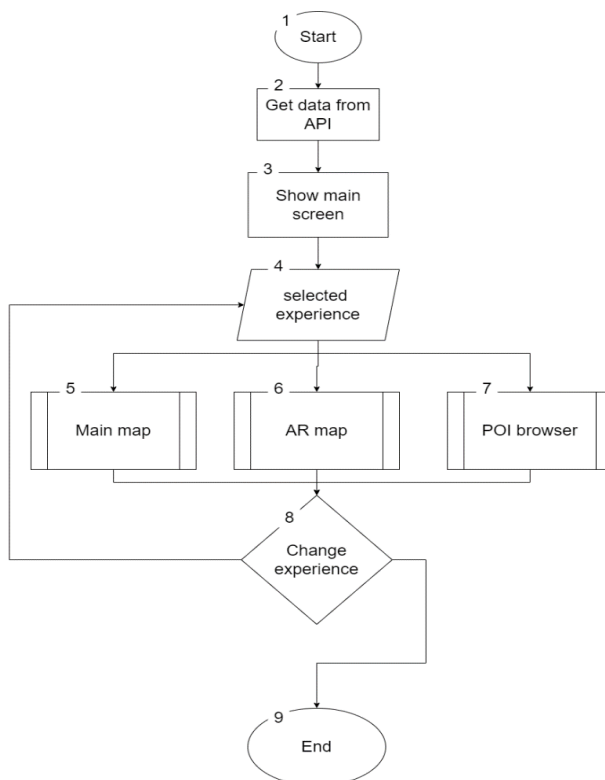 1
Start
2
Get data from
API
3
Show main
screen
4
selected
experience
5
Main map
6
AR map
7
POI browser
8
Change
experience
9
End